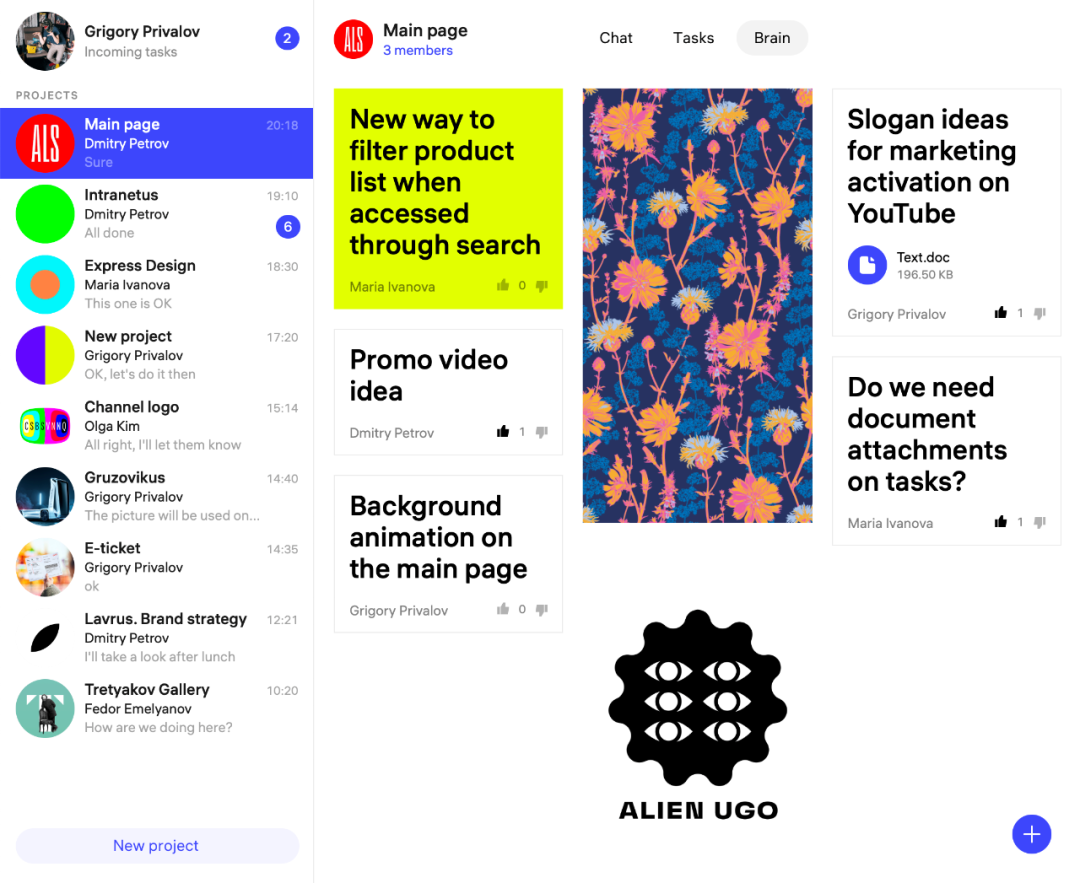 Grigory Privalov
Incoming tasks
2
PROJECTS
ALS
Main page
20:18
Dmitry Petrov
Sure
Intranetus
19:10
Dmitry Petrov
All done
6
Express Design
18:30
Maria Ivanova
This one is OK
New project
17:20
Grigory Privalov
OK, let's do it then
CSBSVNNQ
Channel logo
15:14
Olga Kim
All right, I'll let them know
Gruzovikus
14:40
Grigory Privalov
The picture will be used on...
E-ticket
14:35
Grigory Privalov
ok
Lavrus. Brand strategy
12:21
Dmitry Petrov
I'll take a look after lunch
Tretyakov Gallery
10:20
Fedor Emelyanov
How are we doing here?
New project
ALS
Main page
3 members
Chat
Tasks
Brain
New way to
filter product
list when
accessed
through search
Maria Ivanova
0
Promo video
idea
Dmitry Petrov
1
Background
animation on
the main page
Grigory Privalov
0
ALIEN UGO
Slogan ideas
for marketing
activation on
YouTube
Text.doc
196.50 KB
Grigory Privalov
1
Do we need
document
attachments
on tasks?
Maria Ivanova
1